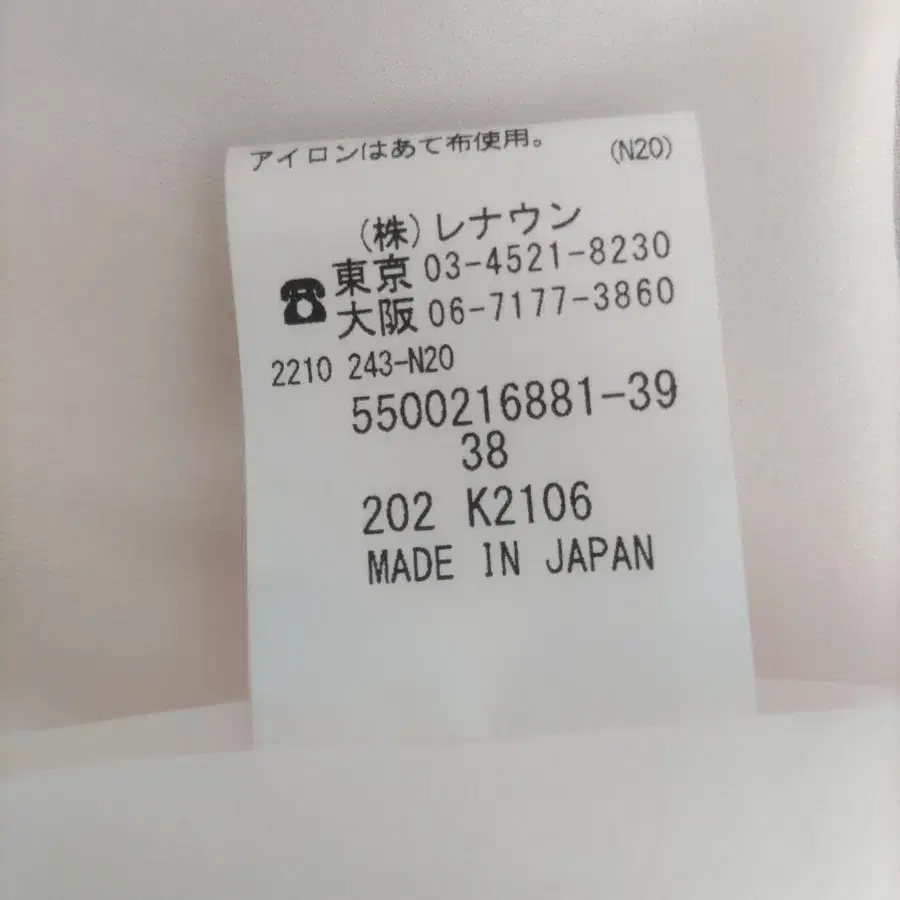 アイロンはあて布使用。 (N20)
(株)レナウン
☎東京 03-4521-8230
大阪 06-7177-3860
2210 243-N20
5500216881-39
38
202 K2106
MADE IN JAPAN